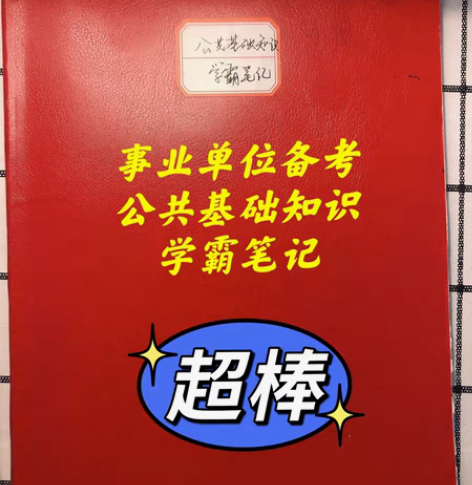 公共基础知识
学霸笔记
事业单位备考
公共基础知识
学霸笔记
超棒